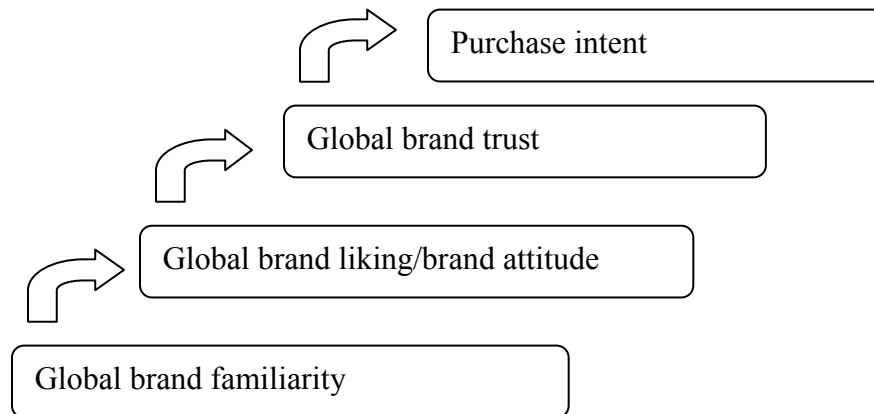 Purchase intent
Global brand trust
Global brand liking/brand attitude
Global brand familiarity